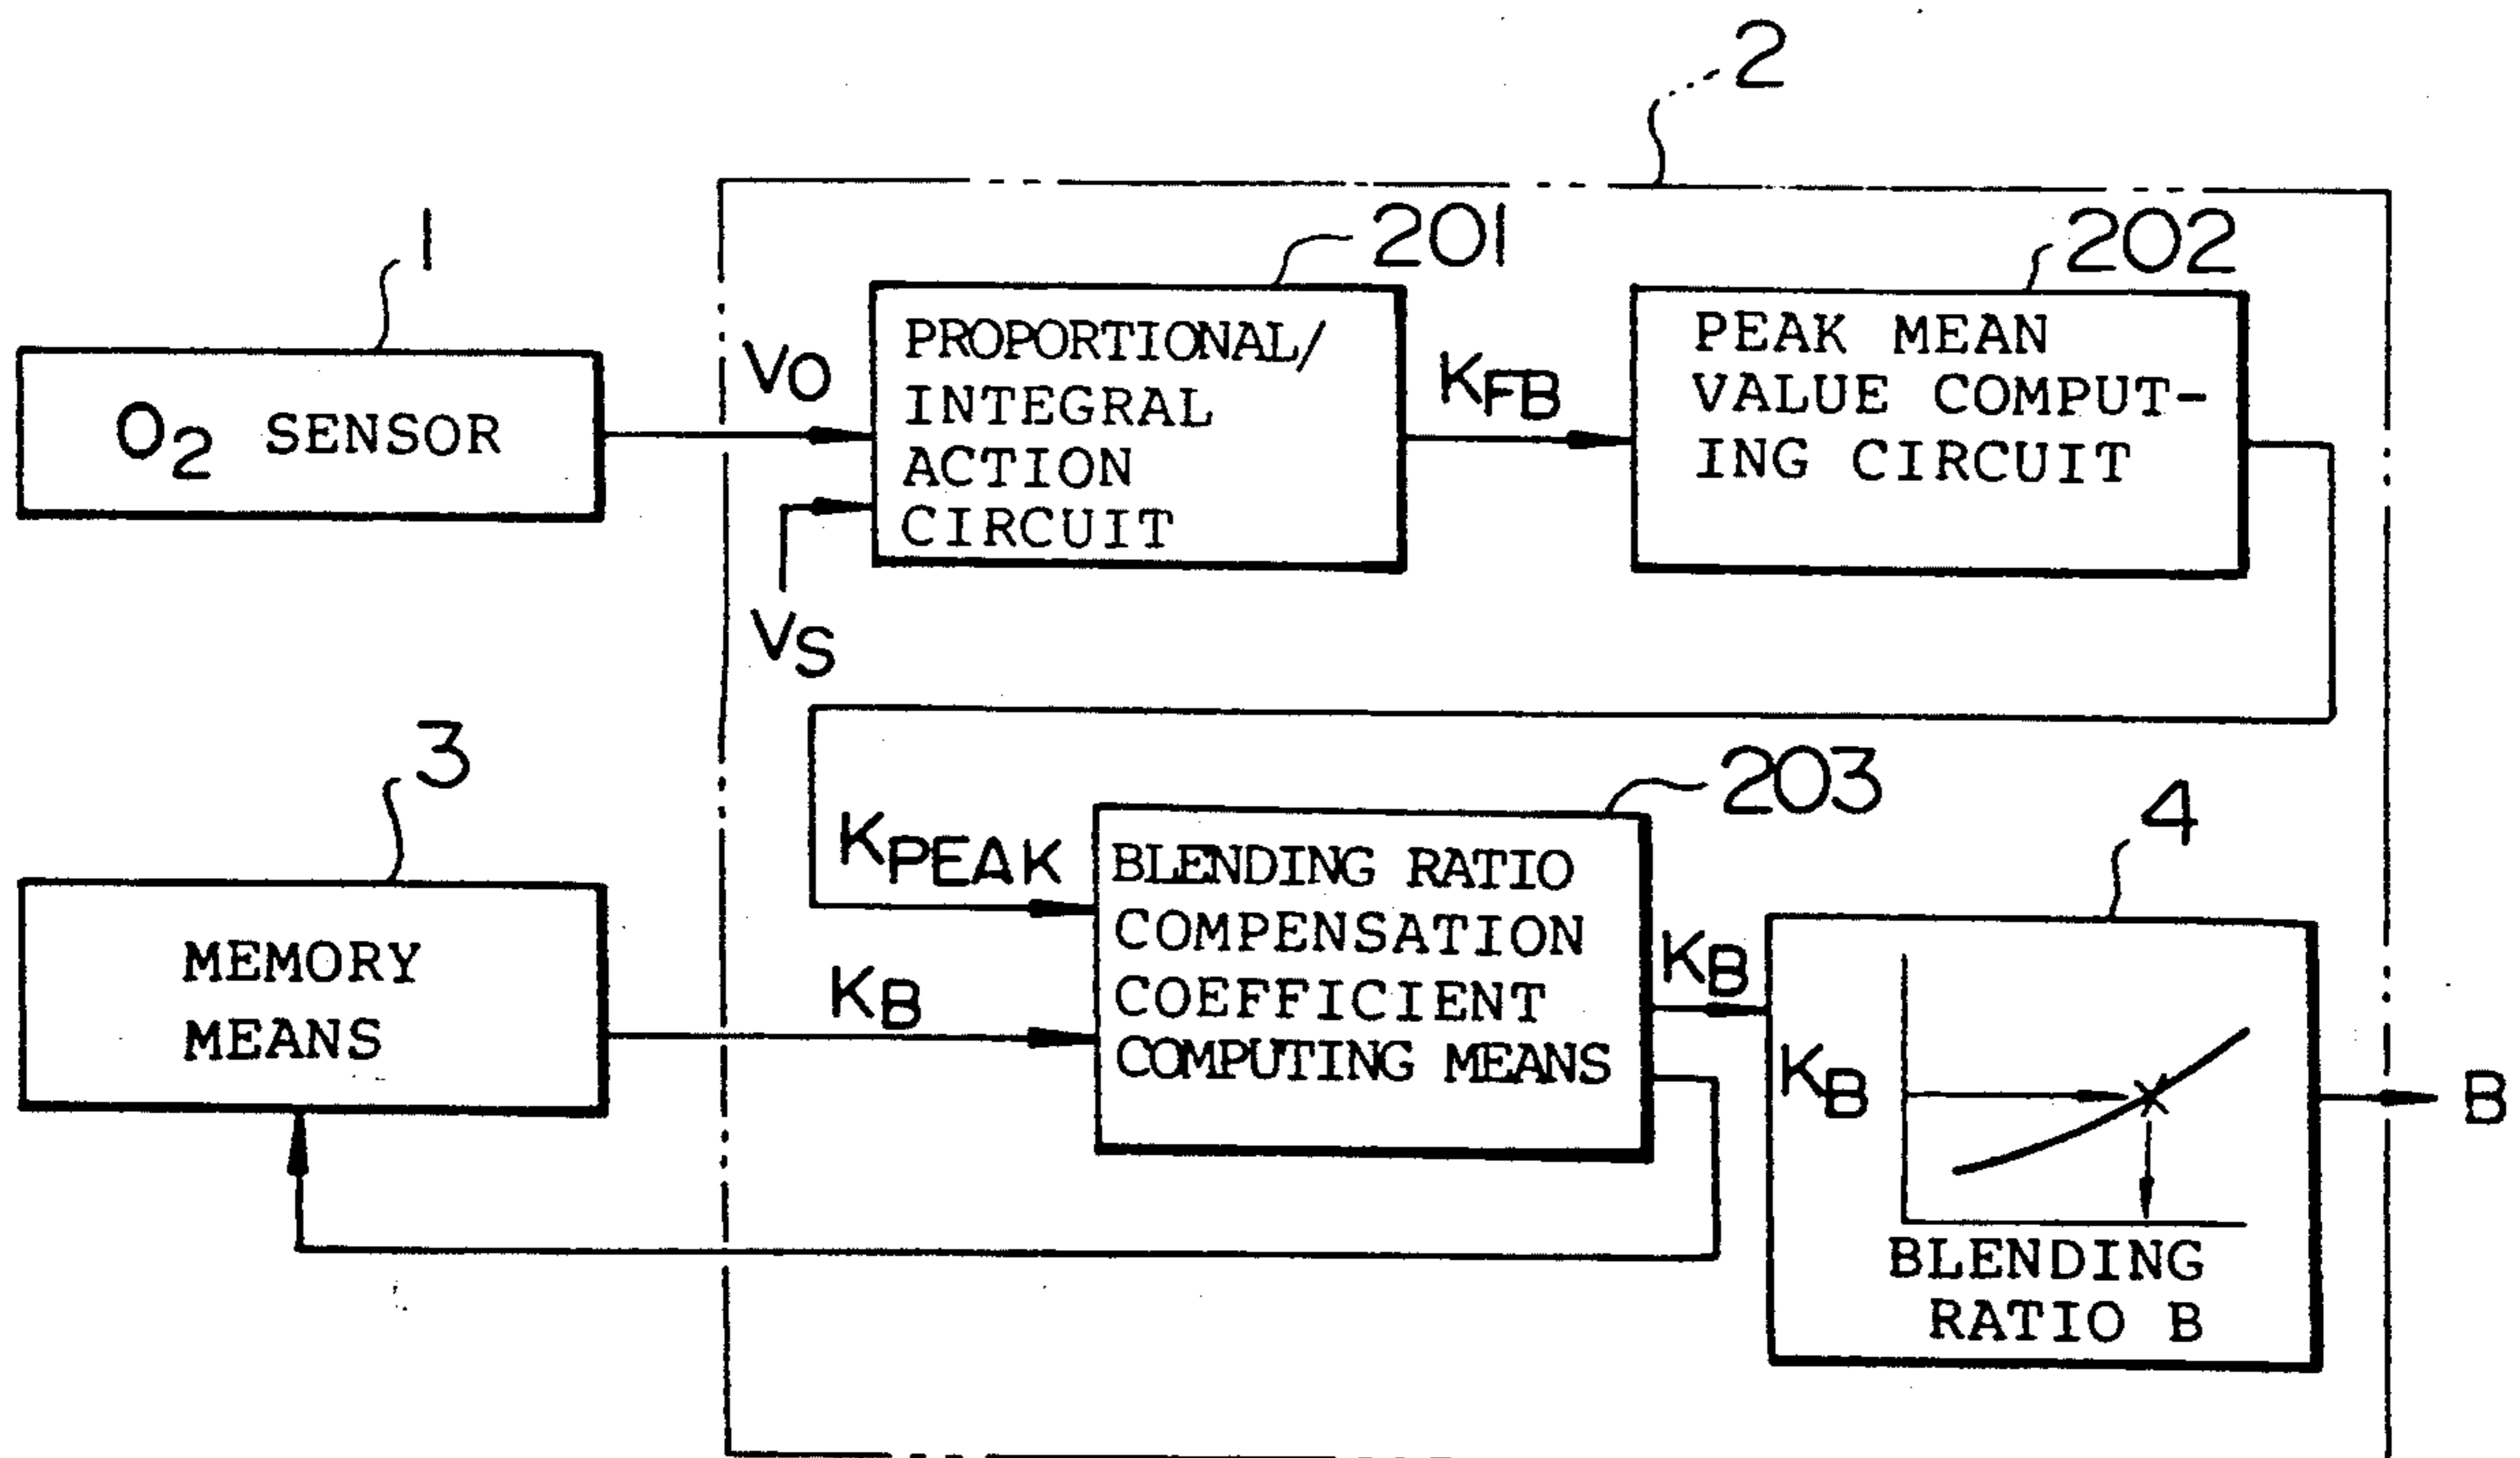 2
1
201
202
O2 SENSOR
VO
PROPORTIONAL/
INTEGRAL
ACTION
CIRCUIT
KFB
PEAK MEAN
VALUE COMPUT-
ING CIRCUIT
VS
3
203
4
MEMORY
MEANS
KPEAK
KB
BLENDING RATIO
COMPENSATION
COEFFICIENT
COMPUTING MEANS
KB
KB
BLENDING
RATIO B
B